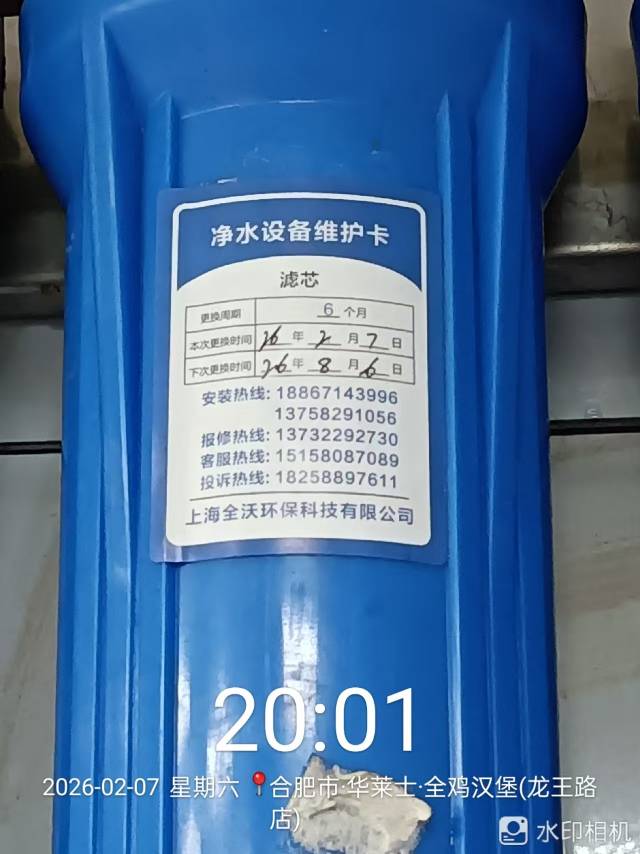 净水设备维护卡
滤芯
更换周期 6 个月
本次更换时间 26 年 2 月 7 日
下次更换时间 26 年 8 月 6 日
安装热线: 18867143996
13758291056
报修热线: 13732292730
客服热线: 15158087089
投诉热线: 18258897611
上海全沃环保科技有限公司
20:01
2026-02-07 星期六 合肥市·华莱士·全鸡汉堡(龙王路
店)
水印相机